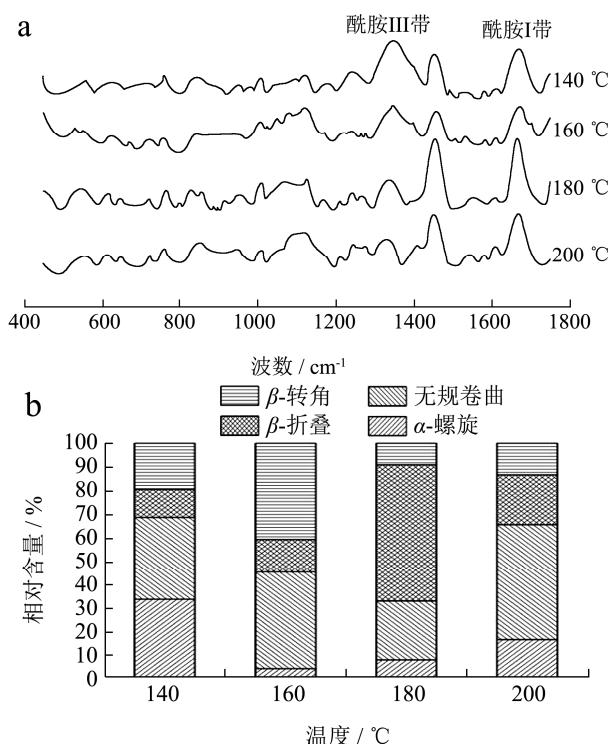 a
酰胺III带
酰胺I带
140 ℃
160 ℃
180 ℃
200 ℃
400 600 800 1000 1200 1400 1600 1800
波数 / cm-1
b
β-转角 无规卷曲
β-折叠 α-螺旋
相对含量 / %
100
90
80
70
60
50
40
30
20
10
0
140 160 180 200
温度 / ℃